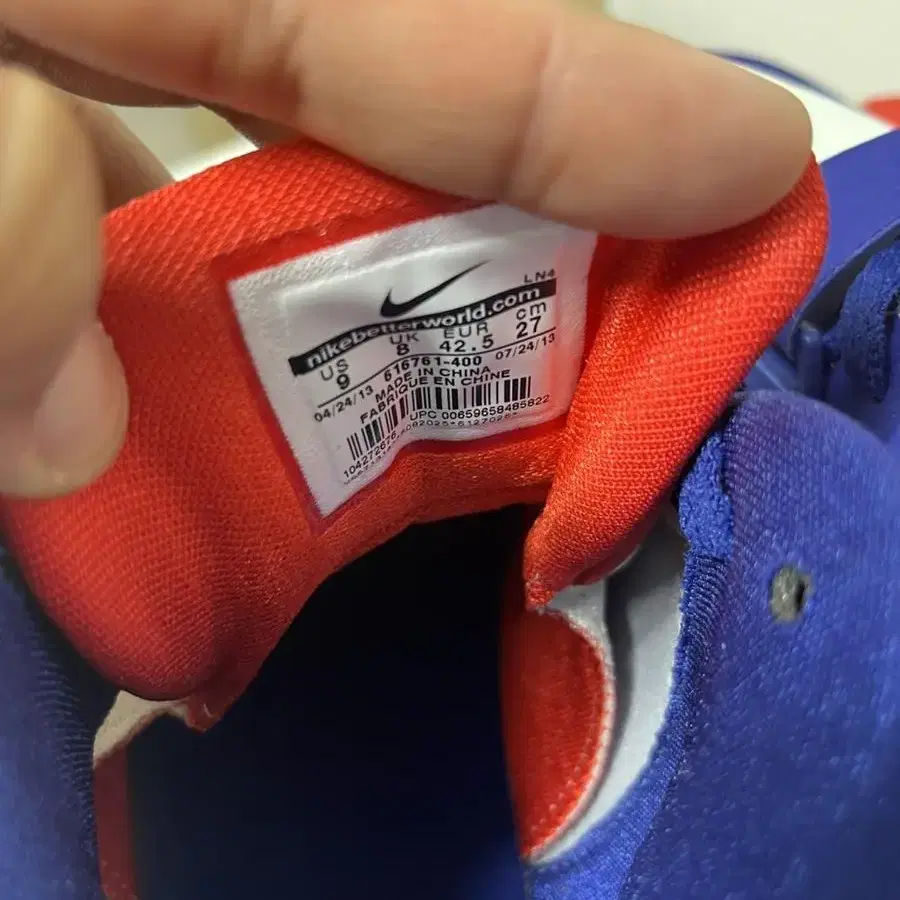 LN4
nikebetterworld.com
US UK EUR cm
9 8 42.5 27
04/24/13 616761-400 07/24/13
MADE IN CHINA
FABRIQUE EN CHINE
UPC 00659658485822